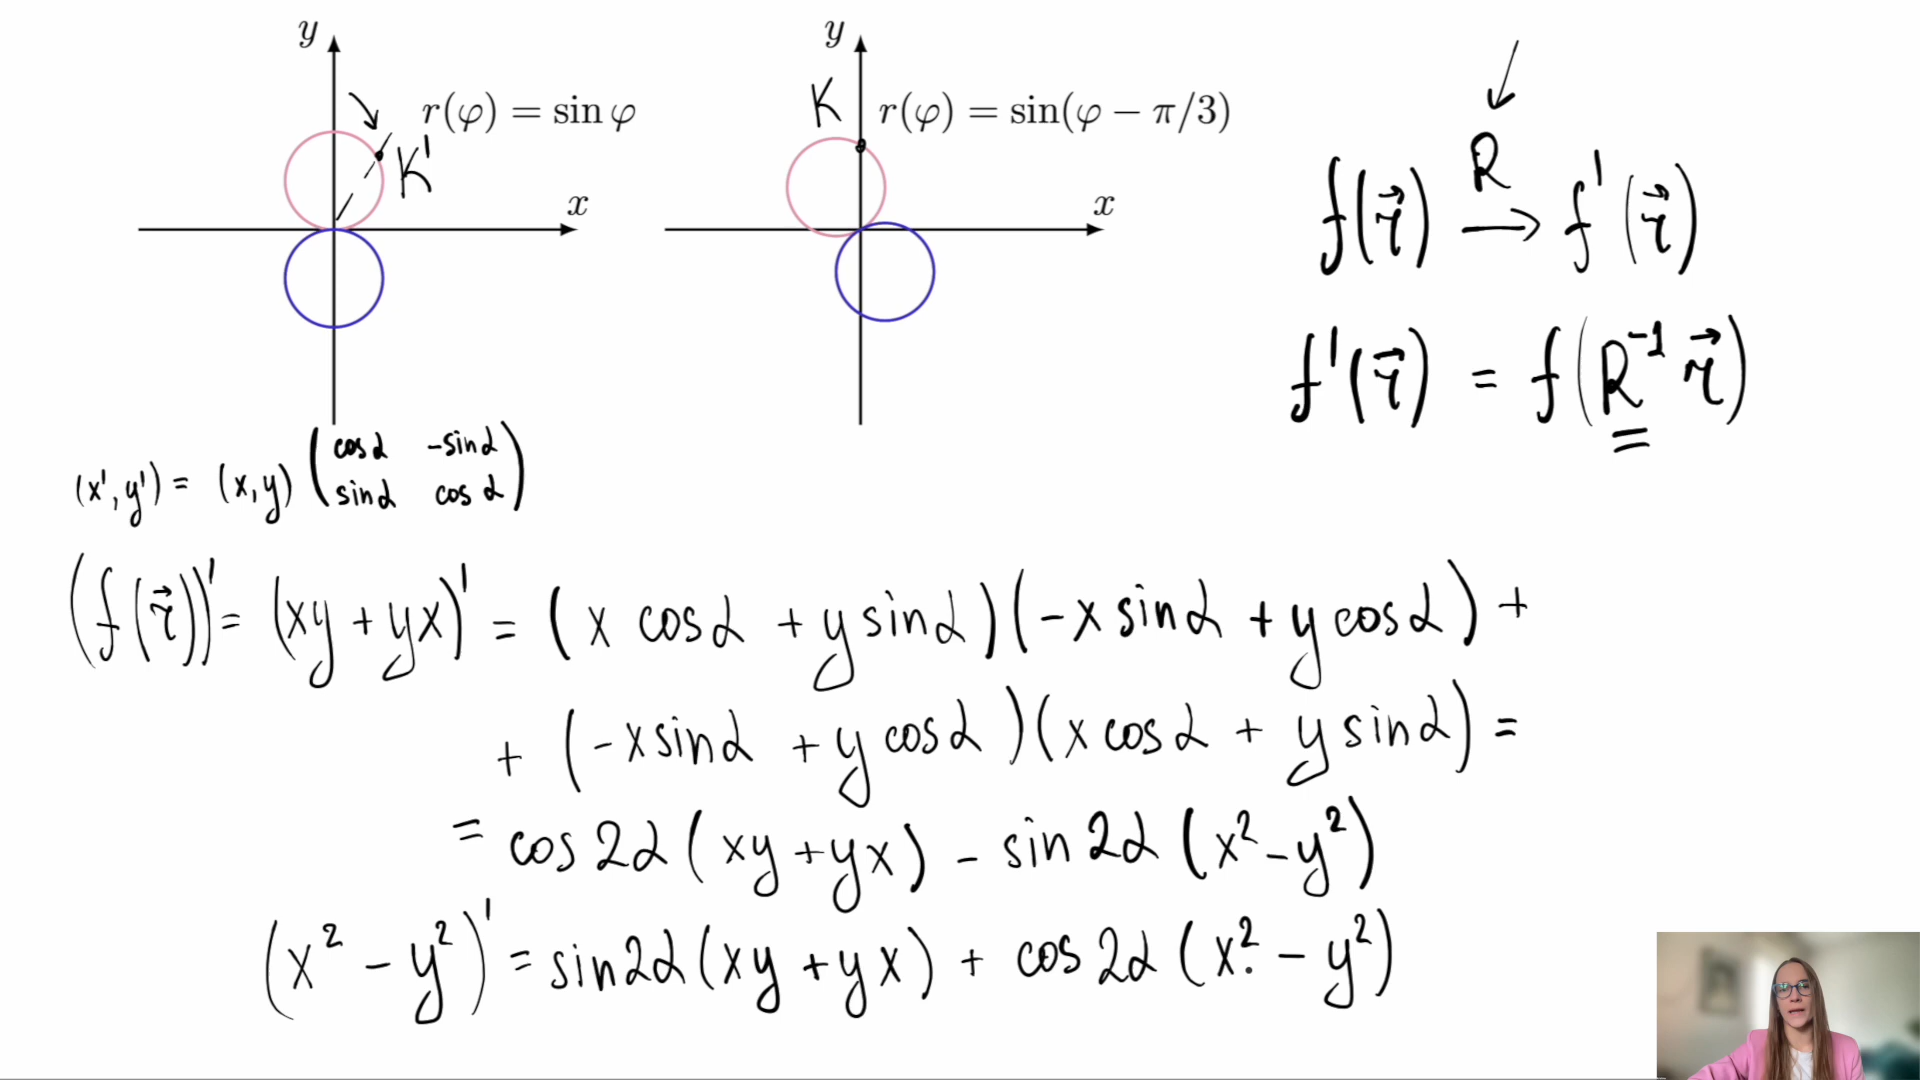 y
r(φ) = sin φ
K'
x
y
K
r(φ) = sin(φ − π/3)
x
R
f(r⃗) → f'(r⃗)
f'(r⃗) = f(R⁻¹ r⃗)
(x', y') = (x, y) ( cos α  -sin α
sin α  cos α )
(f(r⃗))' = (xy + yx)' = (x cos α + y sin α)(-x sin α + y cos α) +
+ (-x sin α + y cos α)(x cos α + y sin α) =
= cos 2α (xy + yx) - sin 2α (x² - y²)
(x² - y²)' = sin 2α (xy + yx) + cos 2α (x² - y²)